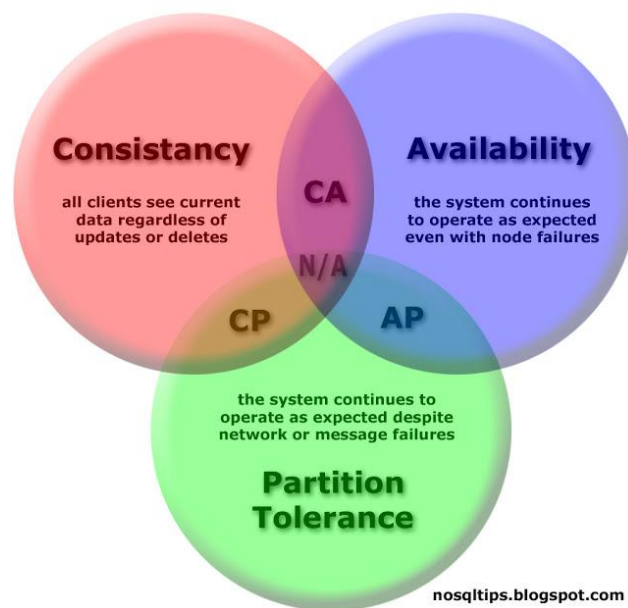 Consistancy
all clients see current
data regardless of
updates or deletes
Availability
the system continues
to operate as expected
even with node failures
CA
N/A
CP
AP
the system continues to
operate as expected despite
network or message failures
Partition
Tolerance
nosqltips.blogspot.com